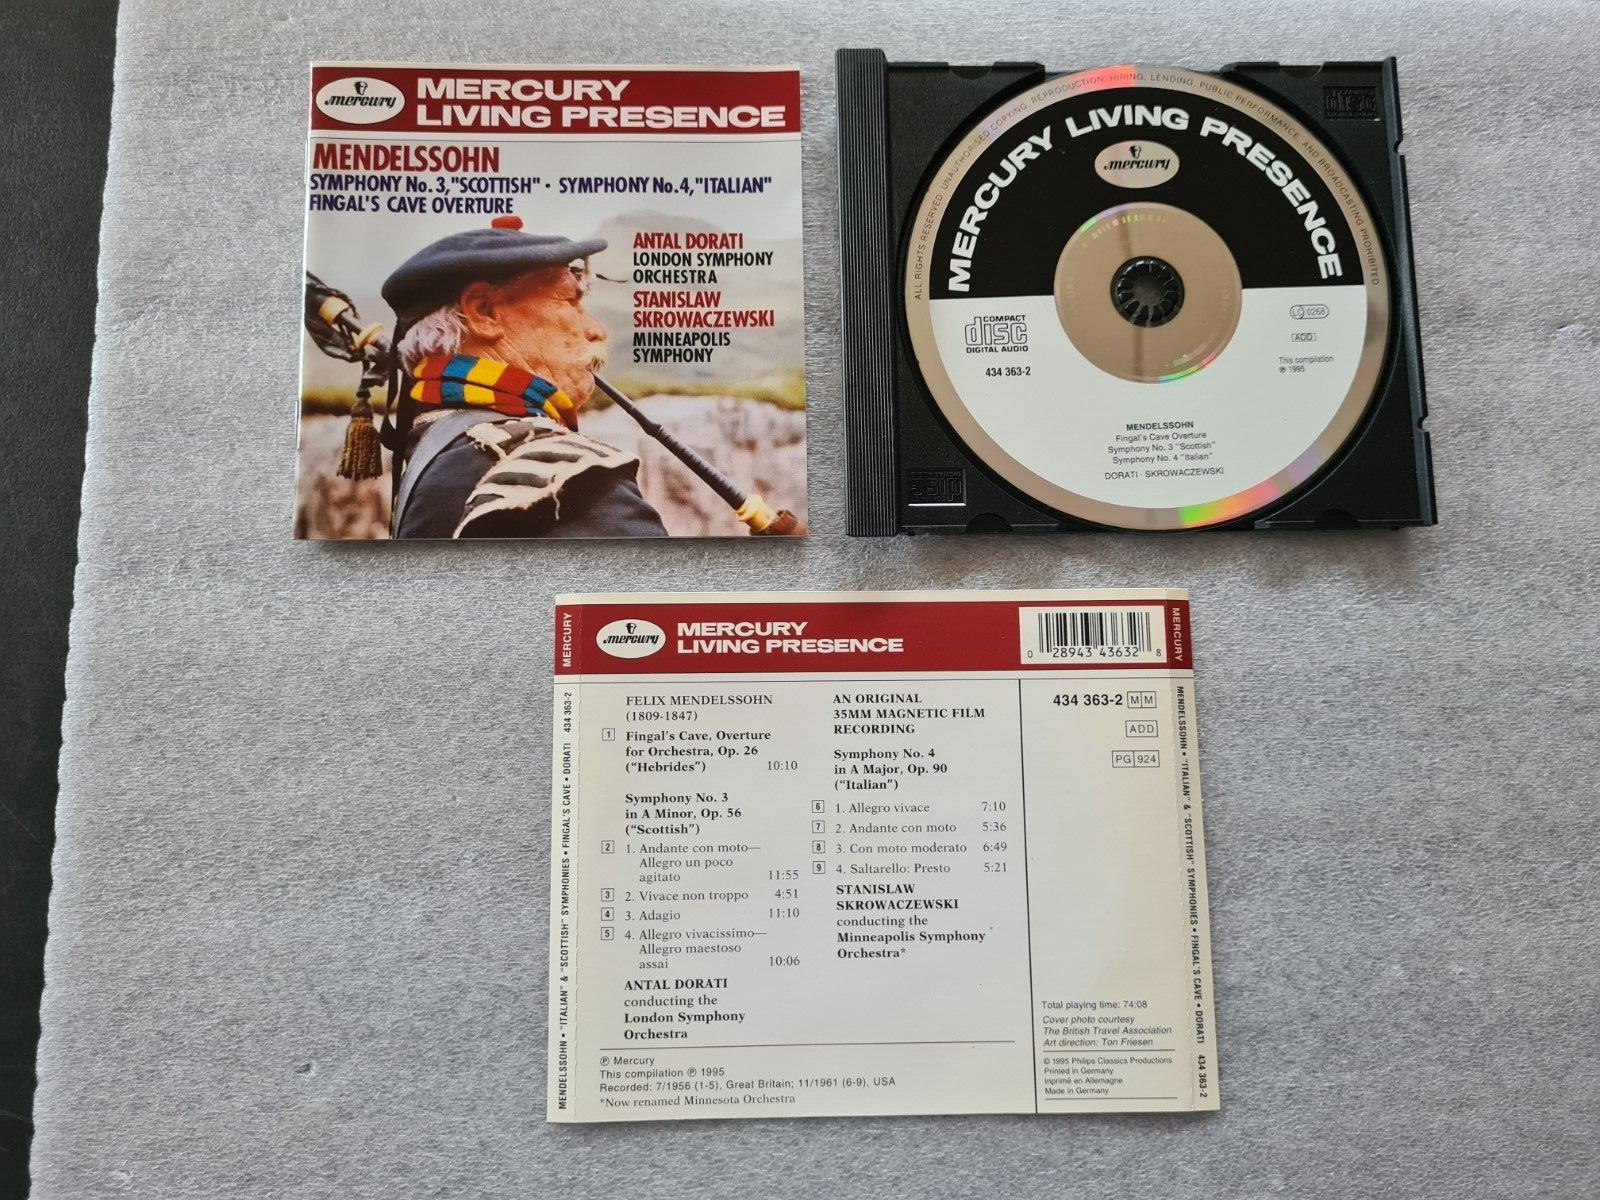 mercury
MERCURY
LIVING PRESENCE
MENDELSSOHN
SYMPHONY No. 3, "SCOTTISH" · SYMPHONY No. 4, "ITALIAN"
FINGAL'S CAVE OVERTURE
ANTAL DORATI
LONDON SYMPHONY
ORCHESTRA
STANISLAW
SKROWACZEWSKI
MINNEAPOLIS
SYMPHONY
ALL RIGHTS RESERVED. UNAUTHORISED COPYING, REPRODUCTION, HIRING, LENDING, PUBLIC PERFORMANCE, AND BROADCASTING PROHIBITED
MERCURY LIVING PRESENCE
mercury
COMPACT
disc
DIGITAL AUDIO
434 363-2
LC 0268
ADD
This compilation
℗ 1995
MENDELSSOHN
Fingal's Cave Overture
Symphony No. 3 "Scottish"
Symphony No. 4 "Italian"
DORATI · SKROWACZEWSKI
COMPACT
disc
DIGITAL AUDIO
MERCURY
MENDELSSOHN • "ITALIAN" & "SCOTTISH" SYMPHONIES • FINGAL'S CAVE • DORATI 434 363-2
mercury
MERCURY
LIVING PRESENCE
0 28943 43632 8
FELIX MENDELSSOHN
(1809-1847)
1 Fingal's Cave, Overture
for Orchestra, Op. 26
("Hebrides") 10:10
Symphony No. 3
in A Minor, Op. 56
("Scottish")
2 1. Andante con moto—
Allegro un poco
agitato 11:55
3 2. Vivace non troppo 4:51
4 3. Adagio 11:10
5 4. Allegro vivacissimo—
Allegro maestoso
assai 10:06
ANTAL DORATI
conducting the
London Symphony
Orchestra
AN ORIGINAL
35MM MAGNETIC FILM
RECORDING
Symphony No. 4
in A Major, Op. 90
("Italian")
6 1. Allegro vivace 7:10
7 2. Andante con moto 5:36
8 3. Con moto moderato 6:49
9 4. Saltarello: Presto 5:21
STANISLAW
SKROWACZEWSKI
conducting the
Minneapolis Symphony
Orchestra*
℗ Mercury
This compilation ℗ 1995
Recorded: 7/1956 (1-5), Great Britain; 11/1961 (6-9), USA
*Now renamed Minnesota Orchestra
434 363-2 MM
ADD
PG 924
Total playing time: 74:08
Cover photo courtesy
The British Travel Association
Art direction: Ton Friesen
© 1995 Philips Classics Productions
Printed in Germany
Imprimé en Allemagne
Made in Germany
MERCURY
MENDELSSOHN • "ITALIAN" & "SCOTTISH" SYMPHONIES • FINGAL'S CAVE • DORATI 434 363-2